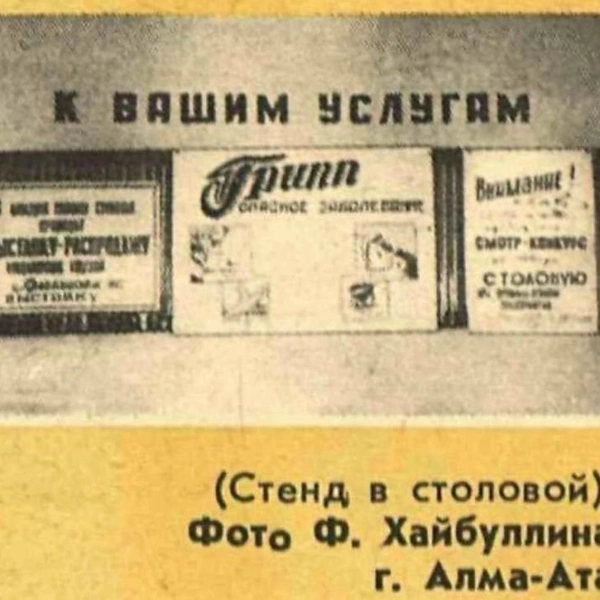 К ВАШИМ УСЛУГАМ
ВЫСТАВКУ-РАСПРОДАЖУ
ВЫСТАВКУ
Грипп
ОПАСНОЕ ЗАБОЛЕВАНИЕ
Внимание!
СМОТР-КОНКУРС
СТОЛОВУЮ
(Стенд в столовой)
Фото Ф. Хайбуллина
г. Алма-Ата